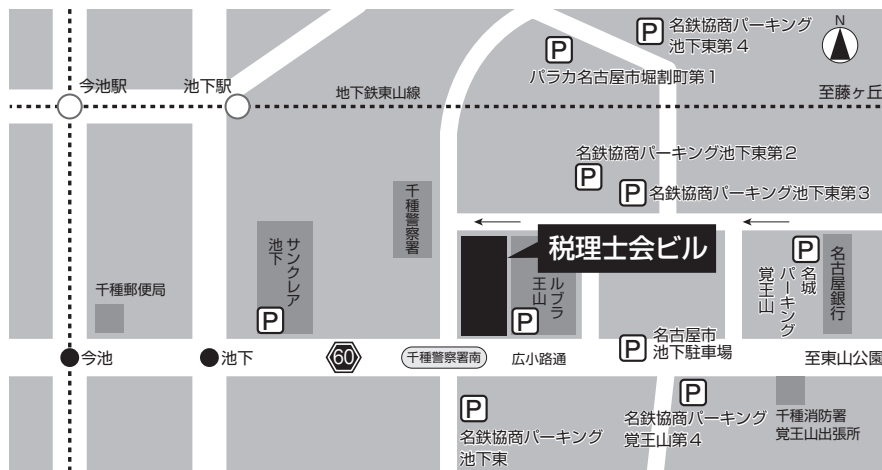 名鉄協商パーキング
池下東第4
P
N
P
パラカ名古屋市堀割町第1
今池駅
池下駅
地下鉄東山線
至藤ヶ丘
名鉄協商パーキング池下東第2
P
P
名鉄協商パーキング池下東第3
千種警察署
サンクレア
池下
P
税理士会ビル
ルブラ
王山
P
P
名城
パーキング
覚王山
名古屋銀行
千種郵便局
今池
池下
60
千種警察署南
広小路通
P
名古屋市
池下駐車場
至東山公園
P
名鉄協商パーキング
池下東
P
名鉄協商パーキング
覚王山第4
千種消防署
覚王山出張所